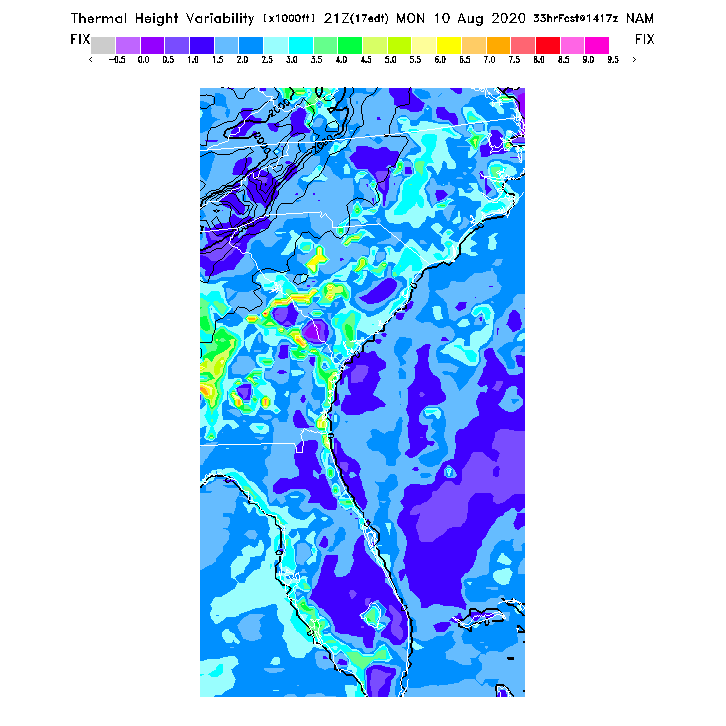 Thermal Height Variability [x1000ft] 21Z(17edt) MON 10 Aug 2020 33hrFcst@1417z NAM
FIX FIX
< -0.5 0.0 0.5 1.0 1.5 2.0 2.5 3.0 3.5 4.0 4.5 5.0 5.5 6.0 6.5 7.0 7.5 8.0 8.5 9.0 9.5 >
2000
2000